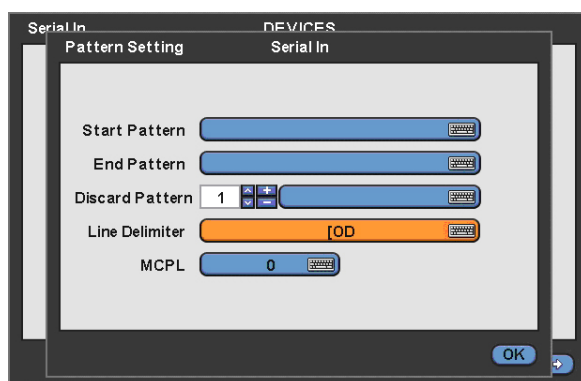 Serial In DEVICES
Pattern Setting Serial In
Start Pattern
End Pattern
Discard Pattern 1
Line Delimiter [OD
MCPL 0
OK